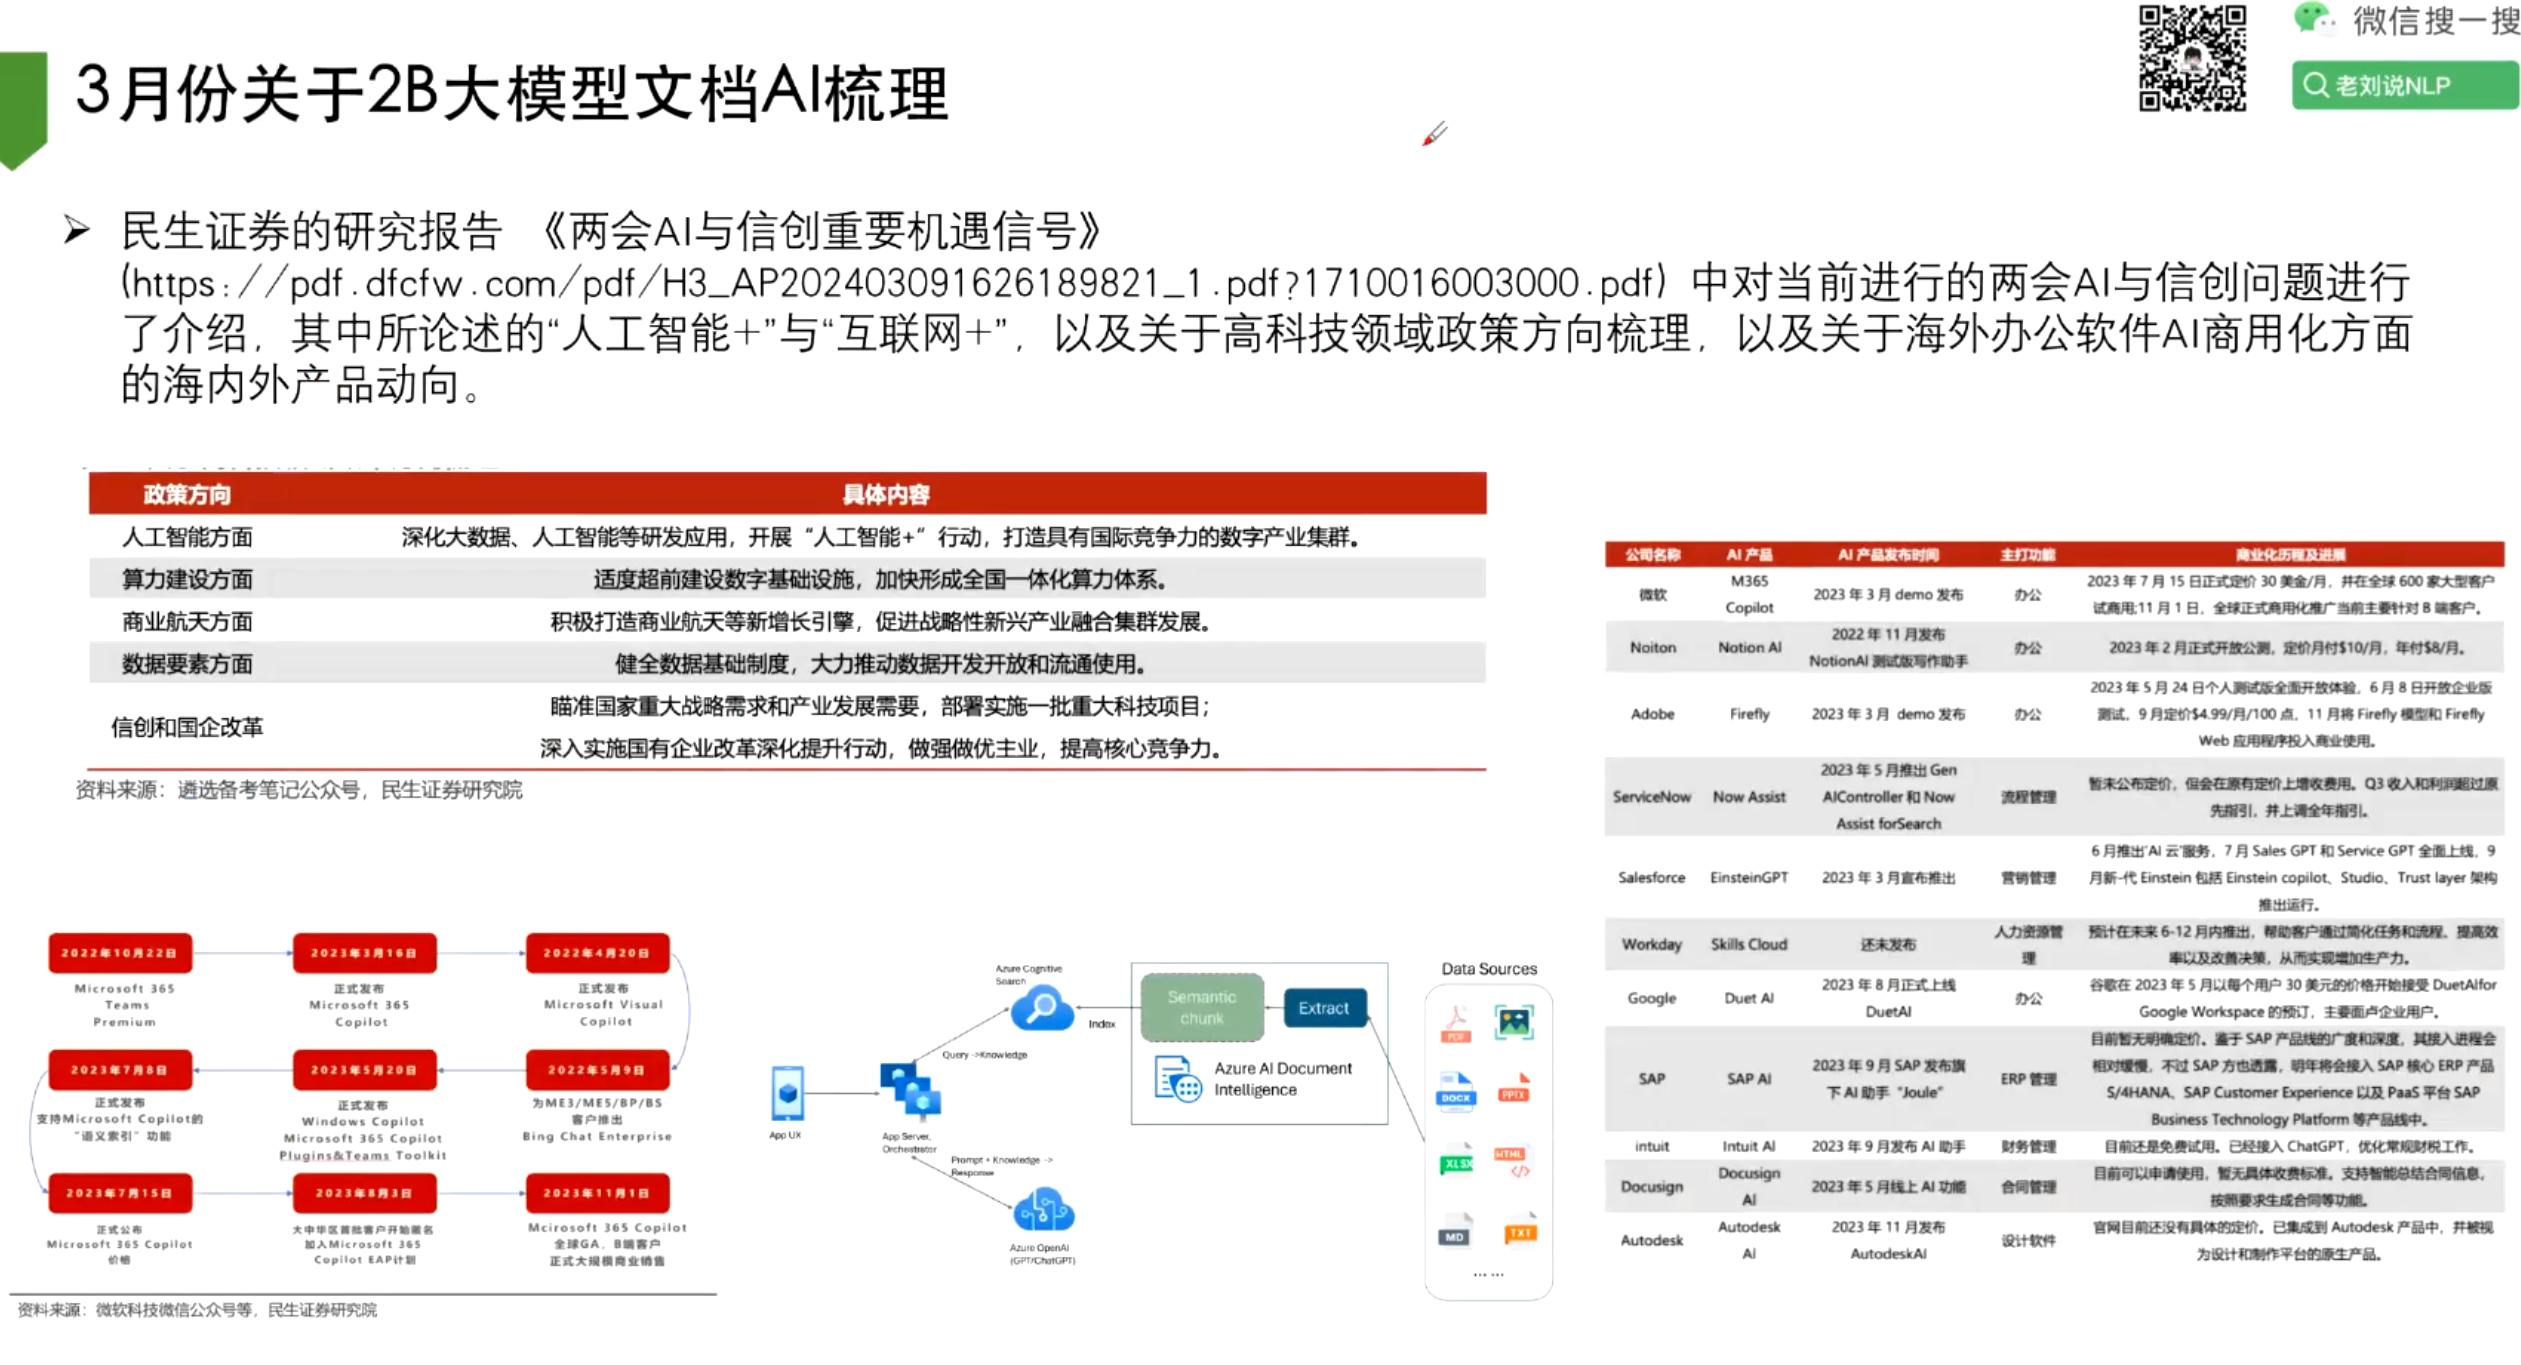 微信搜一搜
老刘说NLP
3月份关于2B大模型文档AI梳理
➢ 民生证券的研究报告 《两会AI与信创重要机遇信号》
(https://pdf.dfcfw.com/pdf/H3_AP202403091626189821_1.pdf?1710016003000.pdf) 中对当前进行的两会AI与信创问题进行
了介绍，其中所论述的“人工智能+”与“互联网+”，以及关于高科技领域政策方向梳理，以及关于海外办公软件AI商用化方面
的海内外产品动向。
政策方向 具体内容
人工智能方面 深化大数据、人工智能等研发应用，开展“人工智能+“行动，打造具有国际竞争力的数字产业集群。
算力建设方面 适度超前建设数字基础设施，加快形成全国一体化算力体系。
商业航天方面 积极打造商业航天等新增长引擎，促进战略性新兴产业融合集群发展。
数据要素方面 健全数据基础制度，大力推动数据开发开放和流通使用。
信创和国企改革 瞄准国家重大战略需求和产业发展需要，部署实施一批重大科技项目；
深入实施国有企业改革深化提升行动，做强做优主业，提高核心竞争力。
资料来源：遴选备考笔记公众号，民生证券研究院
2022年10月22日
Microsoft 365
Teams
Premium
2023年3月16日
正式发布
Microsoft 365
Copilot
2022年4月20日
正式发布
Microsoft Visual
Copilot
2023年7月8日
正式发布
支持Microsoft Copilot的
“语义索引”功能
2023年5月20日
正式发布
Windows Copilot
Microsoft 365 Copilot
Plugins&Teams Toolkit
2022年5月9日
为ME3/ME5/BP/BS
客户推出
Bing Chat Enterprise
2023年7月15日
正式公布
Microsoft 365 Copilot
价格
2023年8月3日
大中华区首批客户开始匿名
加入Microsoft 365
Copilot EAP计划
2023年11月1日
Mcirosoft 365 Copilot
全球GA，B端客户
正式大规模商业销售
资料来源：微软科技微信公众号等，民生证券研究院
App UX
App Server,
Orchestrator
Azure Cognitive
Search
Query ->Knowledge
Index
Prompt + Knowledge ->
Response
Azure OpenAI
(GPT/ChatGPT)
Semantic
chunk
Extract
Azure AI Document
Intelligence
Data Sources
PDF
DOCX
PPTX
XLSX
HTML
</>
MD
TXT
... ...
公司名称 AI 产品 AI 产品发布时间 主打功能 商业化历程及进展
微软 M365 Copilot 2023 年 3 月 demo 发布 办公 2023 年 7 月 15 日正式定价 30 美金/月，并在全球 600 家大型客户
试商用;11 月 1 日，全球正式商用化推广当前主要针对 B 端客户。
Noiton Notion AI 2022 年 11 月发布
NotionAI 测试版写作助手 办公 2023 年 2 月正式开放公测，定价月付$10/月，年付$8/月。
Adobe Firefly 2023 年 3 月 demo 发布 办公 2023 年 5 月 24 日个人测试版全面开放体验，6 月 8 日开放企业版
测试，9 月定价$4.99/月/100 点，11 月将 Firefly 模型和 Firefly
Web 应用程序投入商业使用。
ServiceNow Now Assist 2023 年 5 月推出 Gen
AIController 和 Now
Assist forSearch 流程管理 暂未公布定价，但会在原有定价上增收费用。Q3 收入和利润超过原
先指引，并上调全年指引。
Salesforce EinsteinGPT 2023 年 3 月宣布推出 营销管理 6 月推出“AI 云”服务，7 月 Sales GPT 和 Service GPT 全面上线，9
月新-代 Einstein 包括 Einstein copilot、Studio、Trust layer 架构
推出运行。
Workday Skills Cloud 还未发布 人力资源管
理 预计在未来 6-12 月内推出，帮助客户通过简化任务和流程、提高效
率以及改善决策，从而实现增加生产力。
Google Duet AI 2023 年 8 月正式上线
DuetAI 办公 谷歌在 2023 年 5 月以每个用户 30 美元的价格开始接受 DuetAIfor
Google Workspace 的预订，主要面卢企业用户。
SAP SAP AI 2023 年 9 月 SAP 发布旗
下 AI 助手“Joule” ERP 管理 目前暂无明确定价。鉴于 SAP 产品线的广度和深度，其接入进程会
相对缓慢，不过 SAP 方也透露，明年将会接入 SAP 核心 ERP 产品
S/4HANA、SAP Customer Experience 以及 PaaS 平台 SAP
Business Technology Platform 等产品线中。
intuit Intuit AI 2023 年 9 月发布 AI 助手 财务管理 目前还是免费试用。已经接入 ChatGPT，优化常规财税工作。
Docusign Docusign
AI 2023 年 5 月线上 AI 功能 合同管理 目前可以申请使用，暂无具体收费标准。支持智能总结合同信息，
按照要求生成合同等功能。
Autodesk Autodesk
AI 2023 年 11 月发布
AutodeskAI 设计软件 官网目前还没有具体的定价。已集成到 Autodesk 产品中，并被视
为设计和制作平台的原生产品。